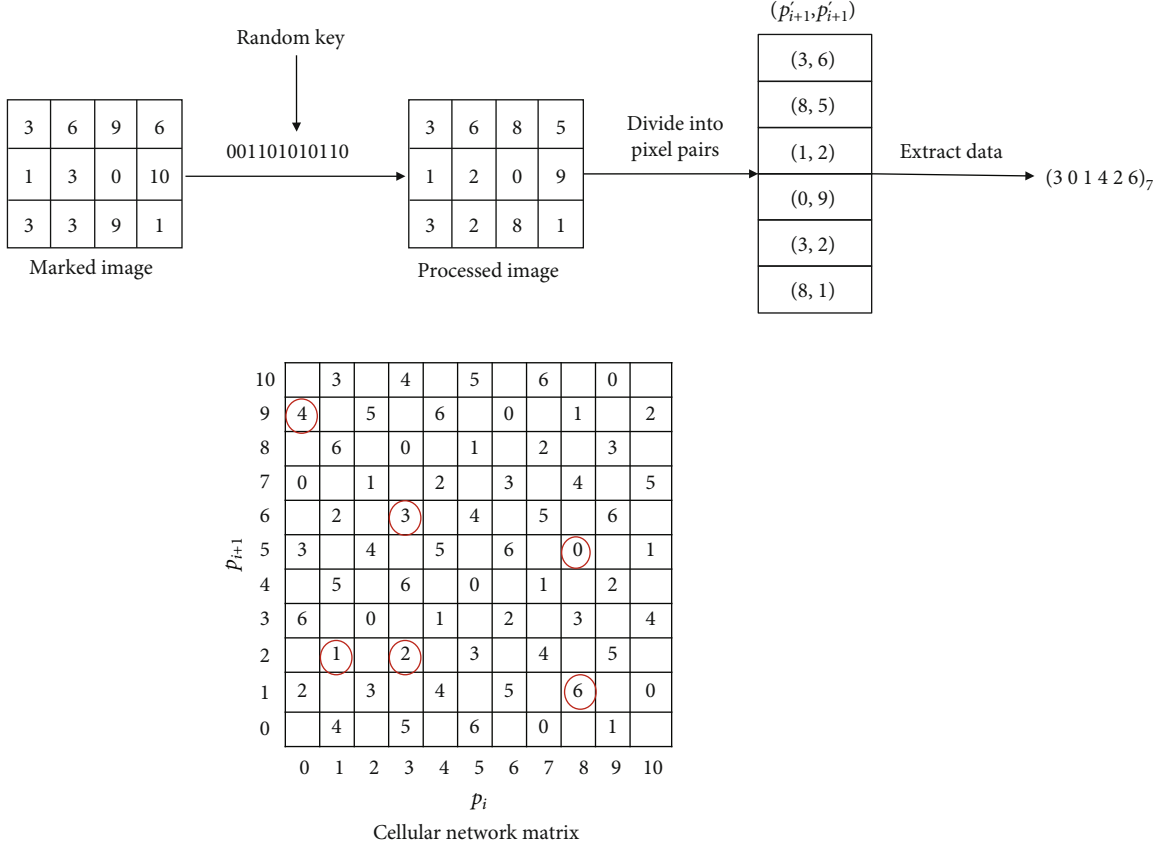 (p′i+1, p′i+1)
Random key
001101010110
3 6 9 6
1 3 0 10
3 3 9 1
Marked image
3 6 8 5
1 2 0 9
3 2 8 1
Processed image
Divide into
pixel pairs
(3, 6)
(8, 5)
(1, 2)
(0, 9)
(3, 2)
(8, 1)
Extract data
(3 0 1 4 2 6)7
pi+1
10 3 4 5 6 0
9 4 5 6 0 1 2
8 6 0 1 2 3
7 0 1 2 3 4 5
6 2 3 4 5 6
5 3 4 5 6 0 1
4 5 6 0 1 2
3 6 0 1 2 3 4
2 1 2 3 4 5
1 2 3 4 5 6 0
0 4 5 6 0 1
0 1 2 3 4 5 6 7 8 9 10
pi
Cellular network matrix